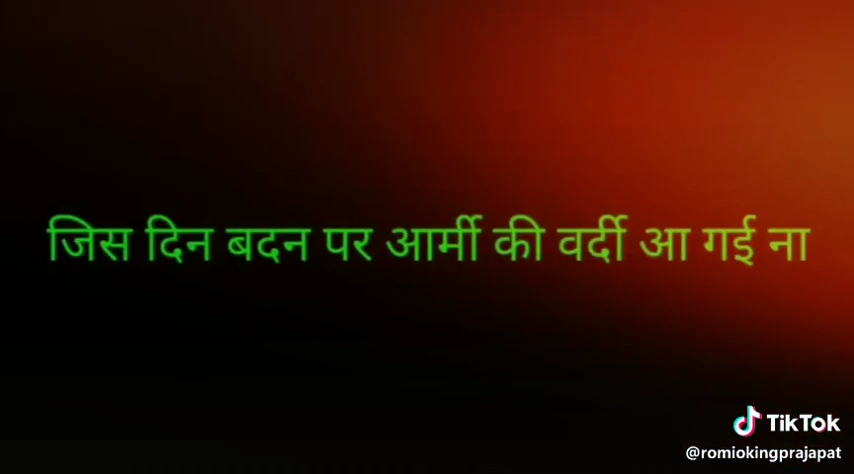 जिस दिन बदन पर आर्मी की वर्दी आ गई ना
TikTok
@romiokingprajapat